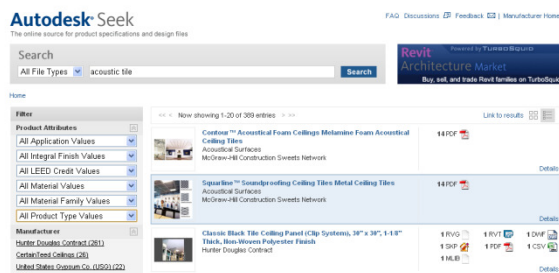 Autodesk® Seek
The online source for product specifications and design files
FAQ Discussions Feedback | Manufacturer Home
Search
All File Types acoustic tile Search
Revit Powered by TurboSquid
Architecture Market
Buy, sell, and trade Revit families on TurboSquid
Home
Filter
Product Attributes
All Application Values
All Integral Finish Values
All LEED Credit Values
All Material Values
All Material Family Values
All Product Type Values
Manufacturer
Hunter Douglas Contract (261)
CertainTeed Ceilings (26)
United States Gypsum Co. (USG) (22)
<< < Now showing 1-20 of 389 entries > >>
Link to results
Contour ™ Acoustical Foam Ceilings Melamine Foam Acoustical
Ceiling Tiles
Acoustical Surfaces
McGraw-Hill Construction Sweets Network
14 PDF
Details
Squarline™ Soundproofing Ceiling Tiles Metal Ceiling Tiles
Acoustical Surfaces
McGraw-Hill Construction Sweets Network
14 PDF
Details
Classic Black Tile Ceiling Panel (Clip System), 30" x 30", 1-1/8"
Thick, Non-Woven Polyester Finish
Hunter Douglas Contract
1 RVG 1 RVT 1 DWF
1 SKP 1 PDF 1 CSV
1 MLIB
Details